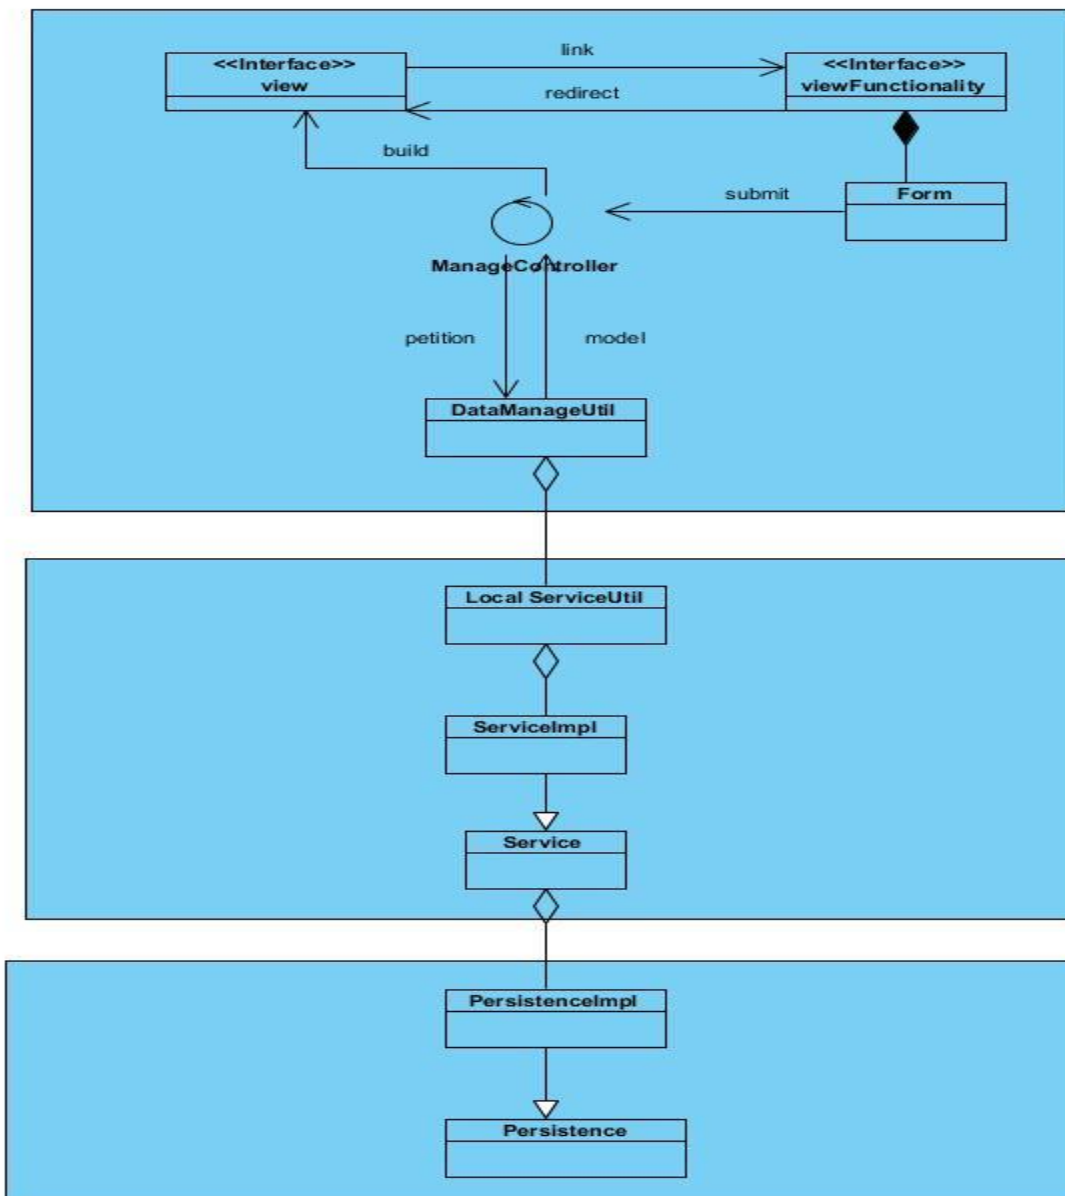 <<Interface>>
view
link
<<Interface>>
viewFunctionality
redirect
build
submit
Form
ManageController
petition
model
DataManageUtil
Local ServiceUtil
ServiceImpl
Service
PersistenceImpl
Persistence